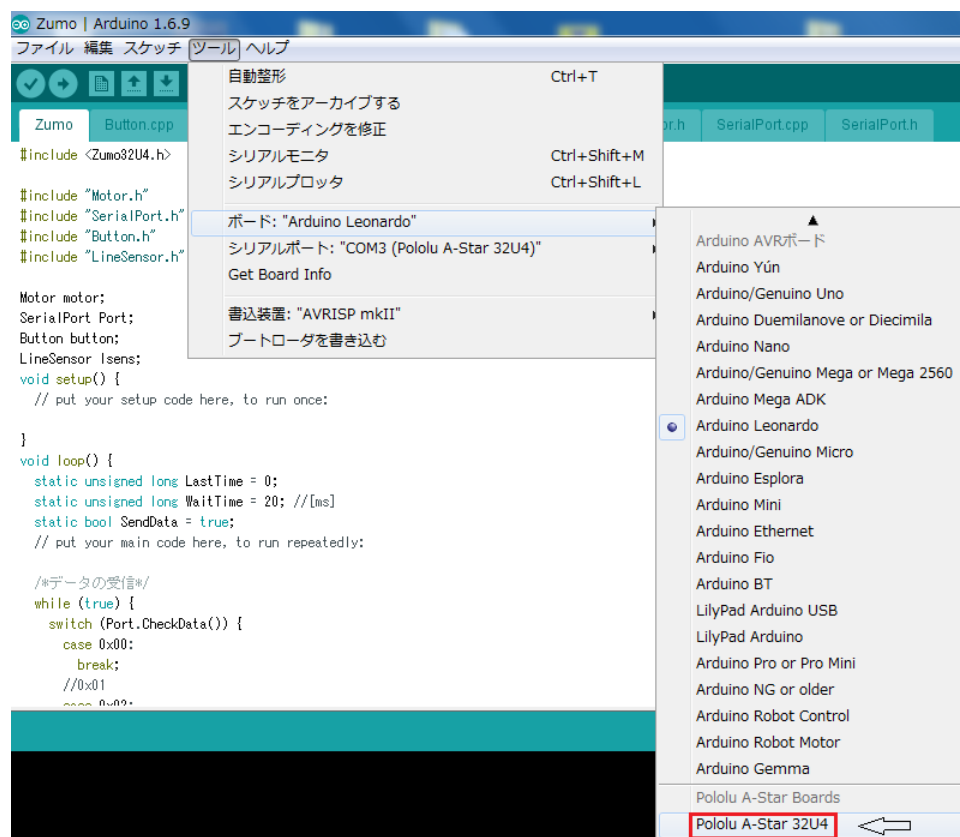 Zumo | Arduino 1.6.9
ファイル 編集 スケッチ ツール ヘルプ
自動整形 Ctrl+T
スケッチをアーカイブする
エンコーディングを修正
シリアルモニタ Ctrl+Shift+M
シリアルプロッタ Ctrl+Shift+L
ボード: "Arduino Leonardo"
シリアルポート: "COM3 (Pololu A-Star 32U4)"
Get Board Info
書込装置: "AVRISP mkII"
ブートローダを書き込む
Zumo Button.cpp or.h SerialPort.cpp SerialPort.h
#include <Zumo32U4.h>
#include "Motor.h"
#include "SerialPort.h"
#include "Button.h"
#include "LineSensor.h"
Motor motor;
SerialPort Port;
Button button;
LineSensor lsens;
void setup() {
// put your setup code here, to run once:
}
void loop() {
static unsigned long LastTime = 0;
static unsigned long WaitTime = 20; //[ms]
static bool SendData = true;
// put your main code here, to run repeatedly:
/*データの受信*/
while (true) {
switch (Port.CheckData()) {
case 0x00:
break;
//0x01
case 0x02:
Arduino AVRボード
Arduino Yún
Arduino/Genuino Uno
Arduino Duemilanove or Diecimila
Arduino Nano
Arduino/Genuino Mega or Mega 2560
Arduino Mega ADK
Arduino Leonardo
Arduino/Genuino Micro
Arduino Esplora
Arduino Mini
Arduino Ethernet
Arduino Fio
Arduino BT
LilyPad Arduino USB
LilyPad Arduino
Arduino Pro or Pro Mini
Arduino NG or older
Arduino Robot Control
Arduino Robot Motor
Arduino Gemma
Pololu A-Star Boards
Pololu A-Star 32U4